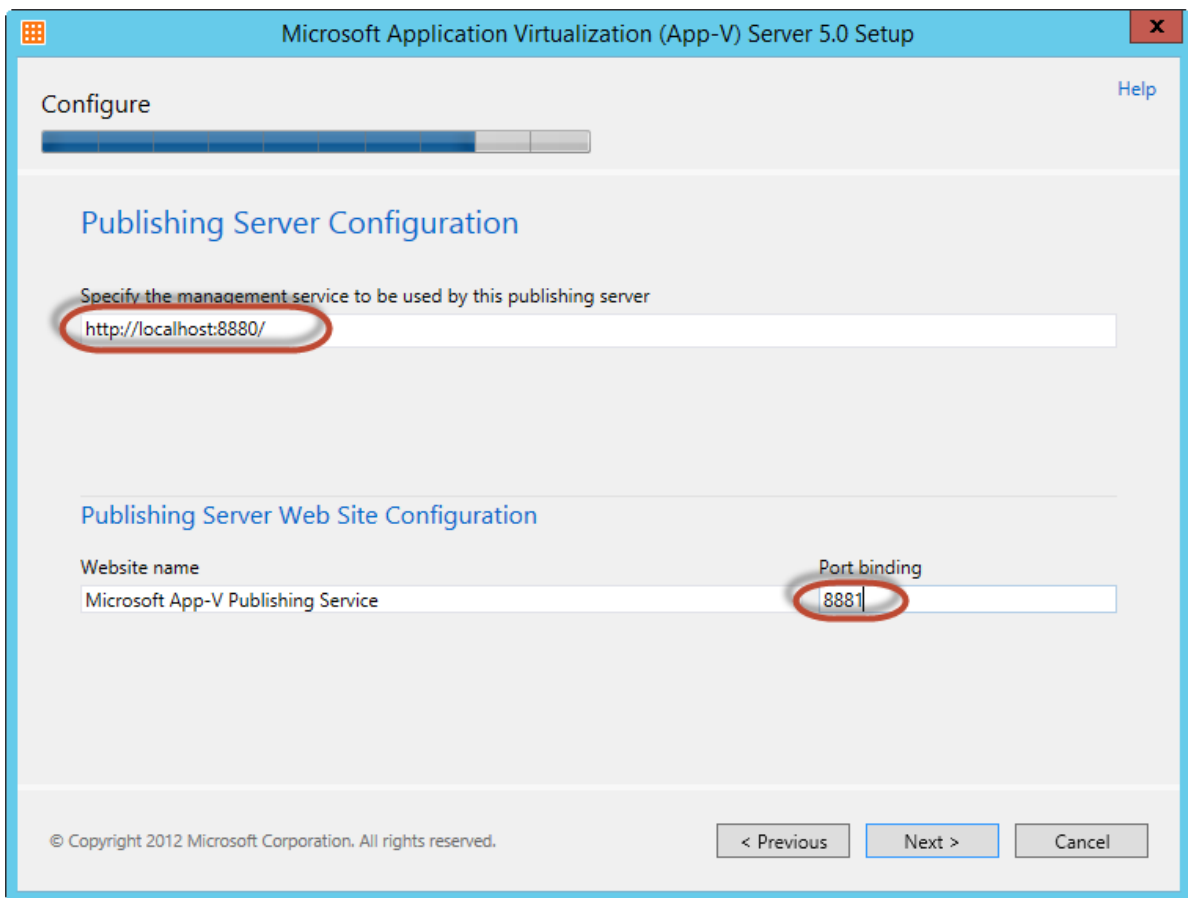 Microsoft Application Virtualization (App-V) Server 5.0 Setup
x
Help
Configure
Publishing Server Configuration
Specify the management service to be used by this publishing server
http://localhost:8880/
Publishing Server Web Site Configuration
Website name Port binding
Microsoft App-V Publishing Service 8881
© Copyright 2012 Microsoft Corporation. All rights reserved. < Previous Next > Cancel